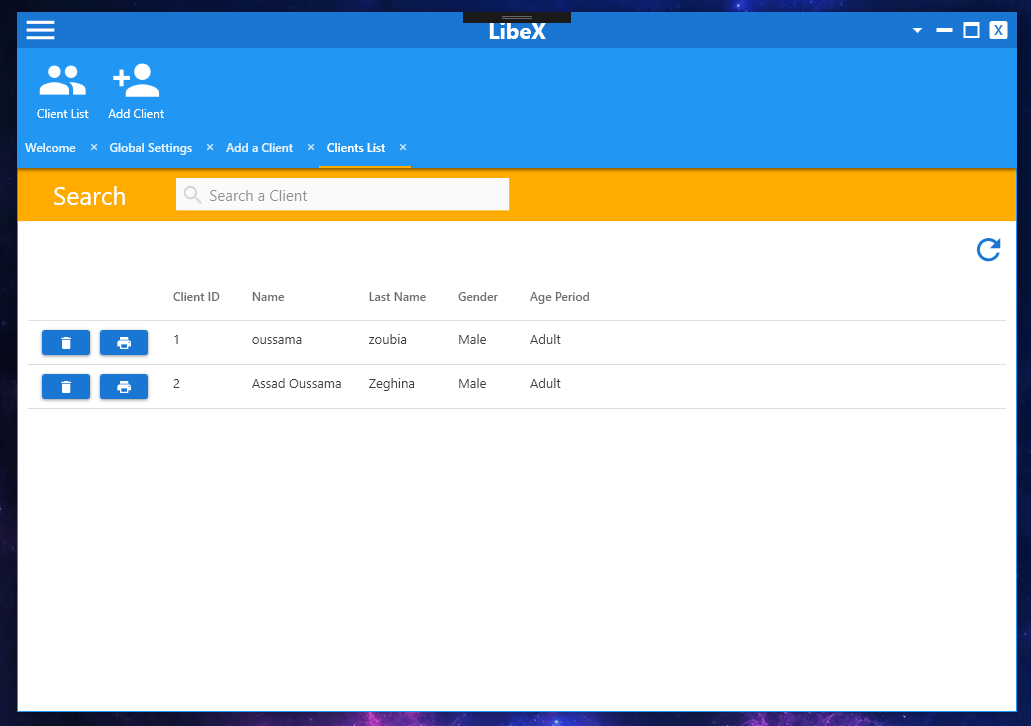 LibeX
X
Client List Add Client
Welcome × Global Settings × Add a Client × Clients List ×
Search Search a Client
Client ID Name Last Name Gender Age Period
1 oussama zoubia Male Adult
2 Assad Oussama Zeghina Male Adult